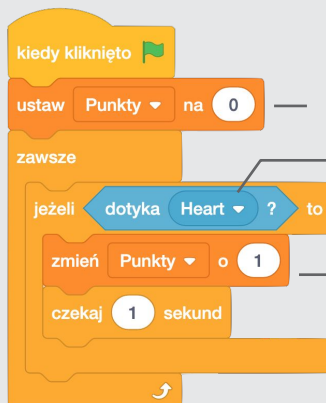 kiedy kliknięto
ustaw Punkty na 0
zawsze
jeżeli dotyka Heart ? to
zmień Punkty o 1
czekaj 1 sekund